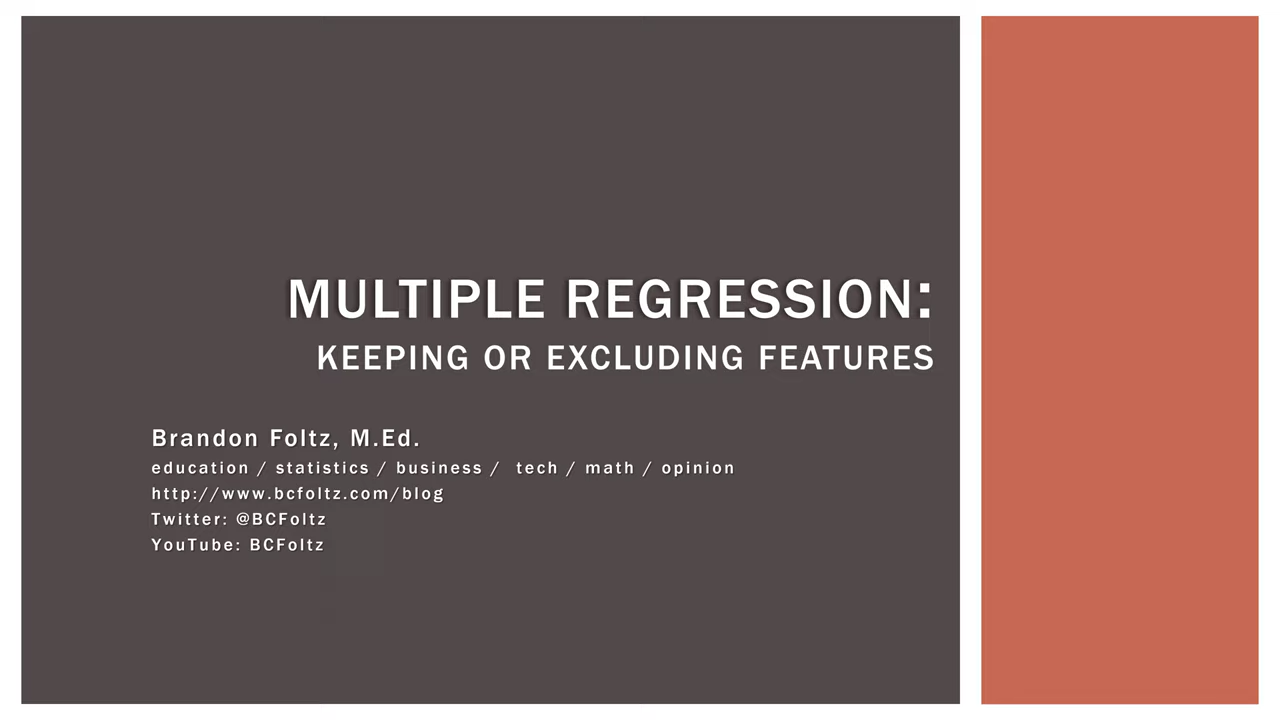 MULTIPLE REGRESSION:
KEEPING OR EXCLUDING FEATURES
Brandon Foltz, M.Ed.
education / statistics / business / tech / math / opinion
http://www.bcfoltz.com/blog
Twitter: @BCFoltz
YouTube: BCFoltz